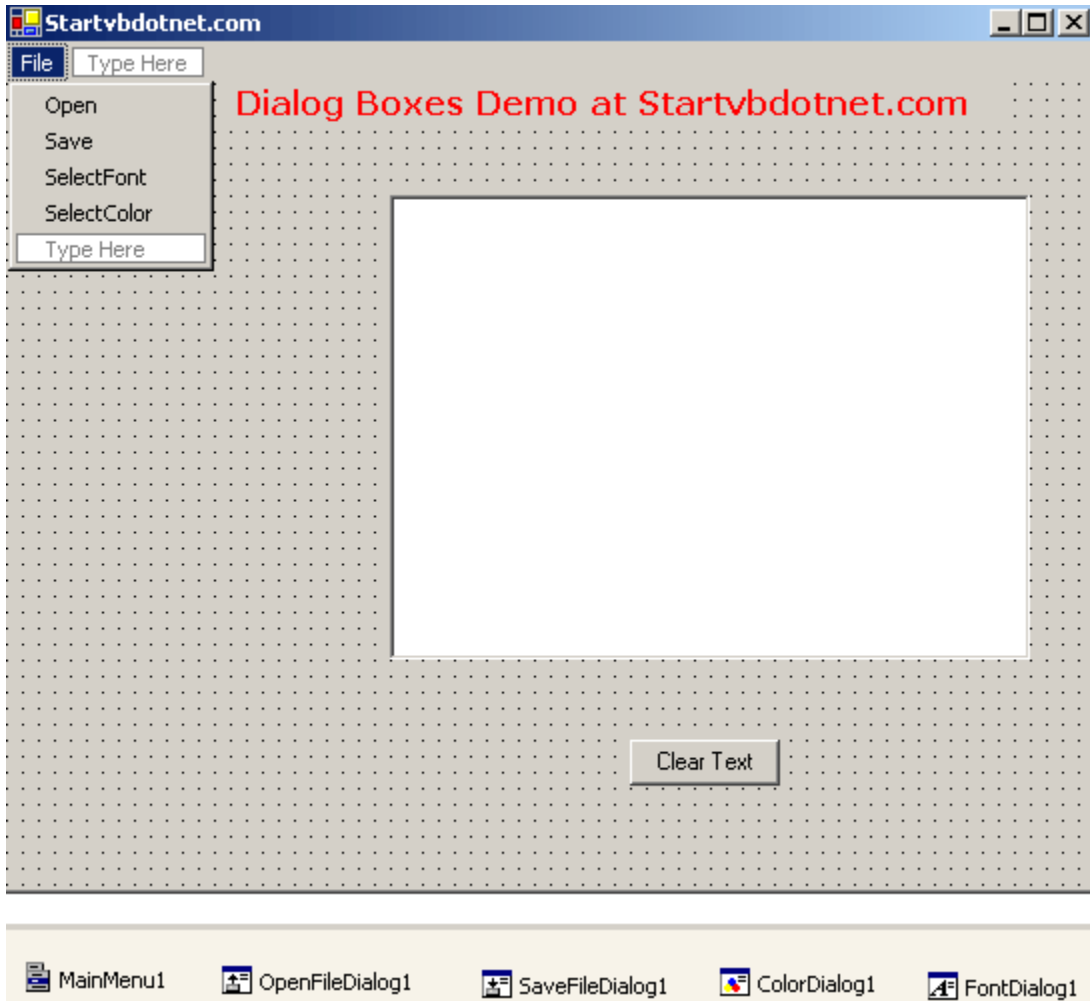 Startvbdotnet.com
File Type Here
Dialog Boxes Demo at Startvbdotnet.com
Open
Save
SelectFont
SelectColor
Type Here
Clear Text
MainMenu1 OpenFileDialog1 SaveFileDialog1 ColorDialog1 FontDialog1